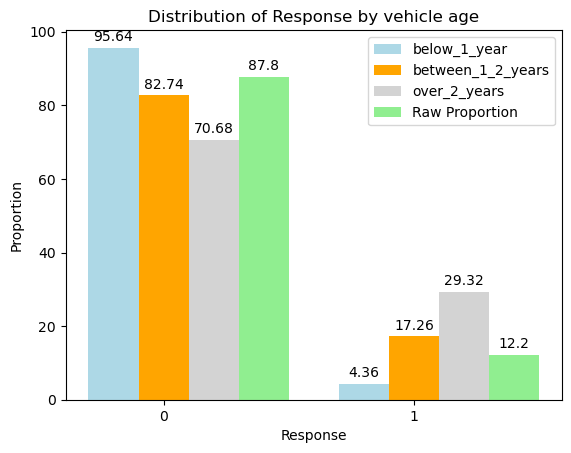 Distribution of Response by vehicle age
below_1_year
between_1_2_years
over_2_years
Raw Proportion
95.64
82.74
70.68
87.8
4.36
17.26
29.32
12.2
Proportion
100
80
60
40
20
0
0
1
Response